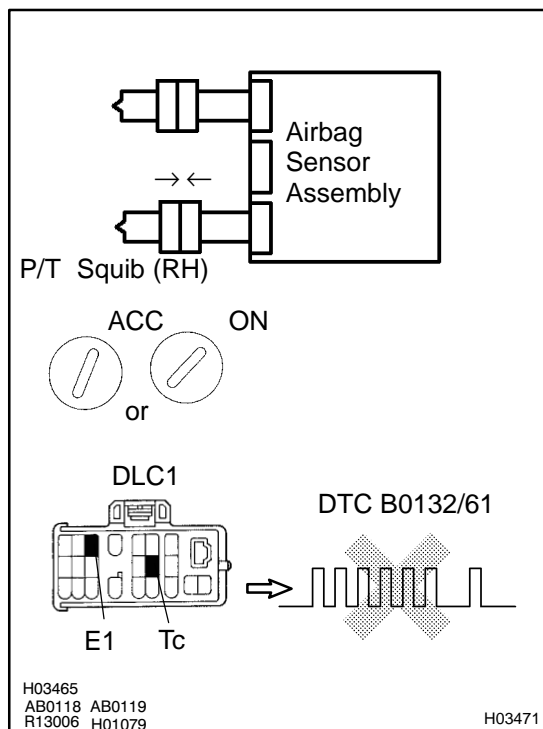 Airbag
Sensor
Assembly
P/T Squib (RH)
ACC ON
or
DLC1
DTC B0132/61
E1 Tc
H03465
AB0118 AB0119
R13006 H01079
H03471